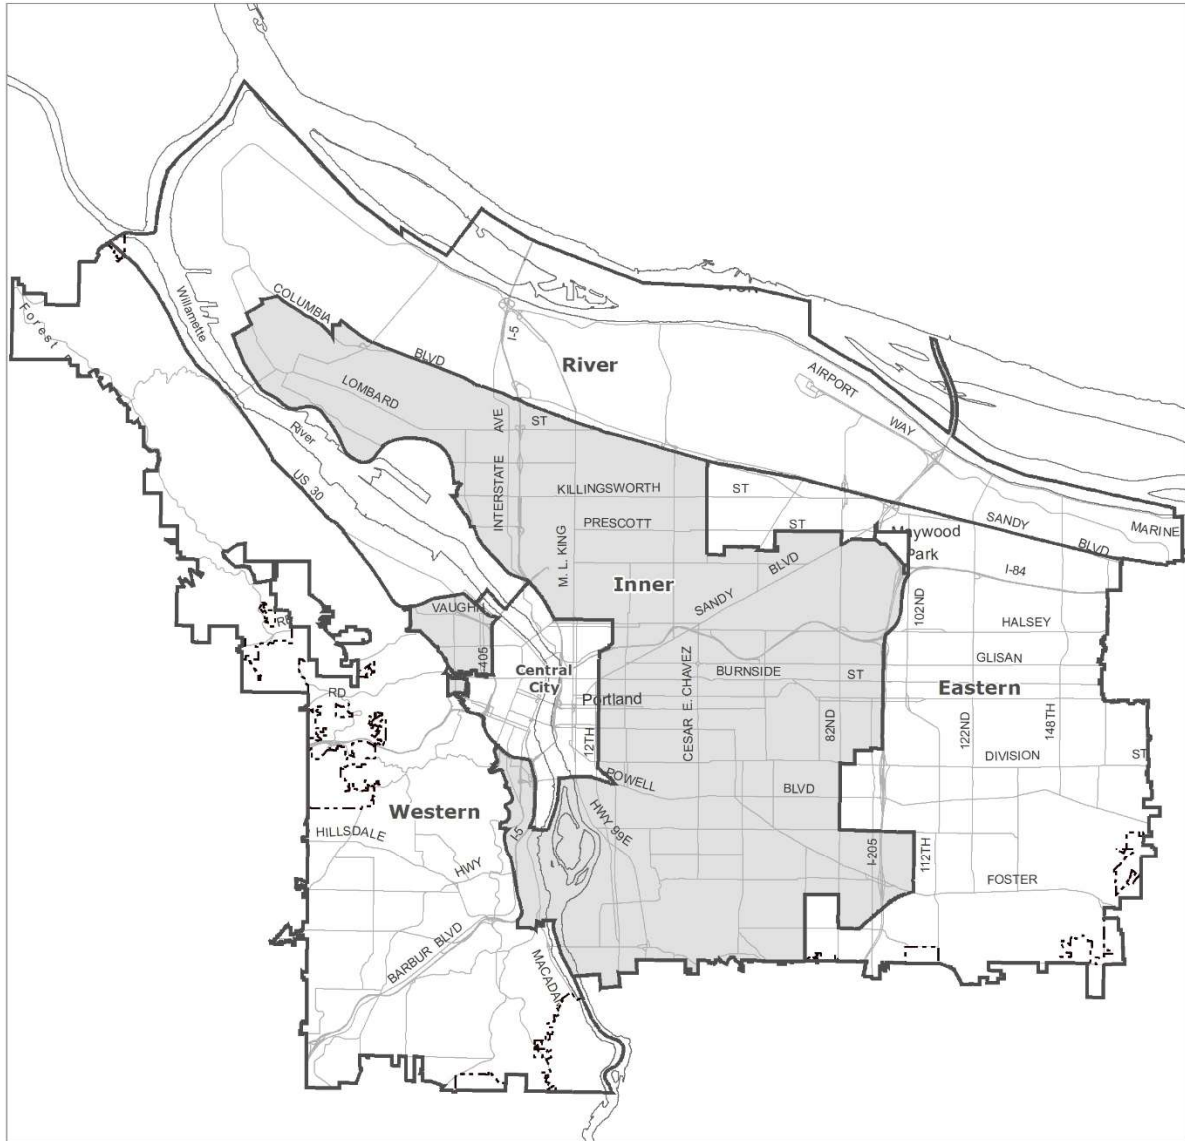 COLUMBIA
BLVD
Willamette
River
Forest
LOMBARD
ST
I-5
River
AIRPORT
WAY
INTERSTATE AVE
US 30
KILLINGSWORTH
ST
PRESCOTT
ST
SANDY
BLVD
MARINE
M. L. KING
Maywood
Park
SANDY
BLVD
I-84
Inner
VAUGHN
102ND
HALSEY
RD
I-405
Central
City
GLISAN
BURNSIDE
ST
Eastern
RD
Portland
CESAR E. CHAVEZ
82ND
122ND
148TH
12TH
DIVISION
ST
POWELL
BLVD
Western
HILLSDALE
HWY
I-5
HWY 99E
I-205
112TH
FOSTER
BARBUR BLVD
MACADAM